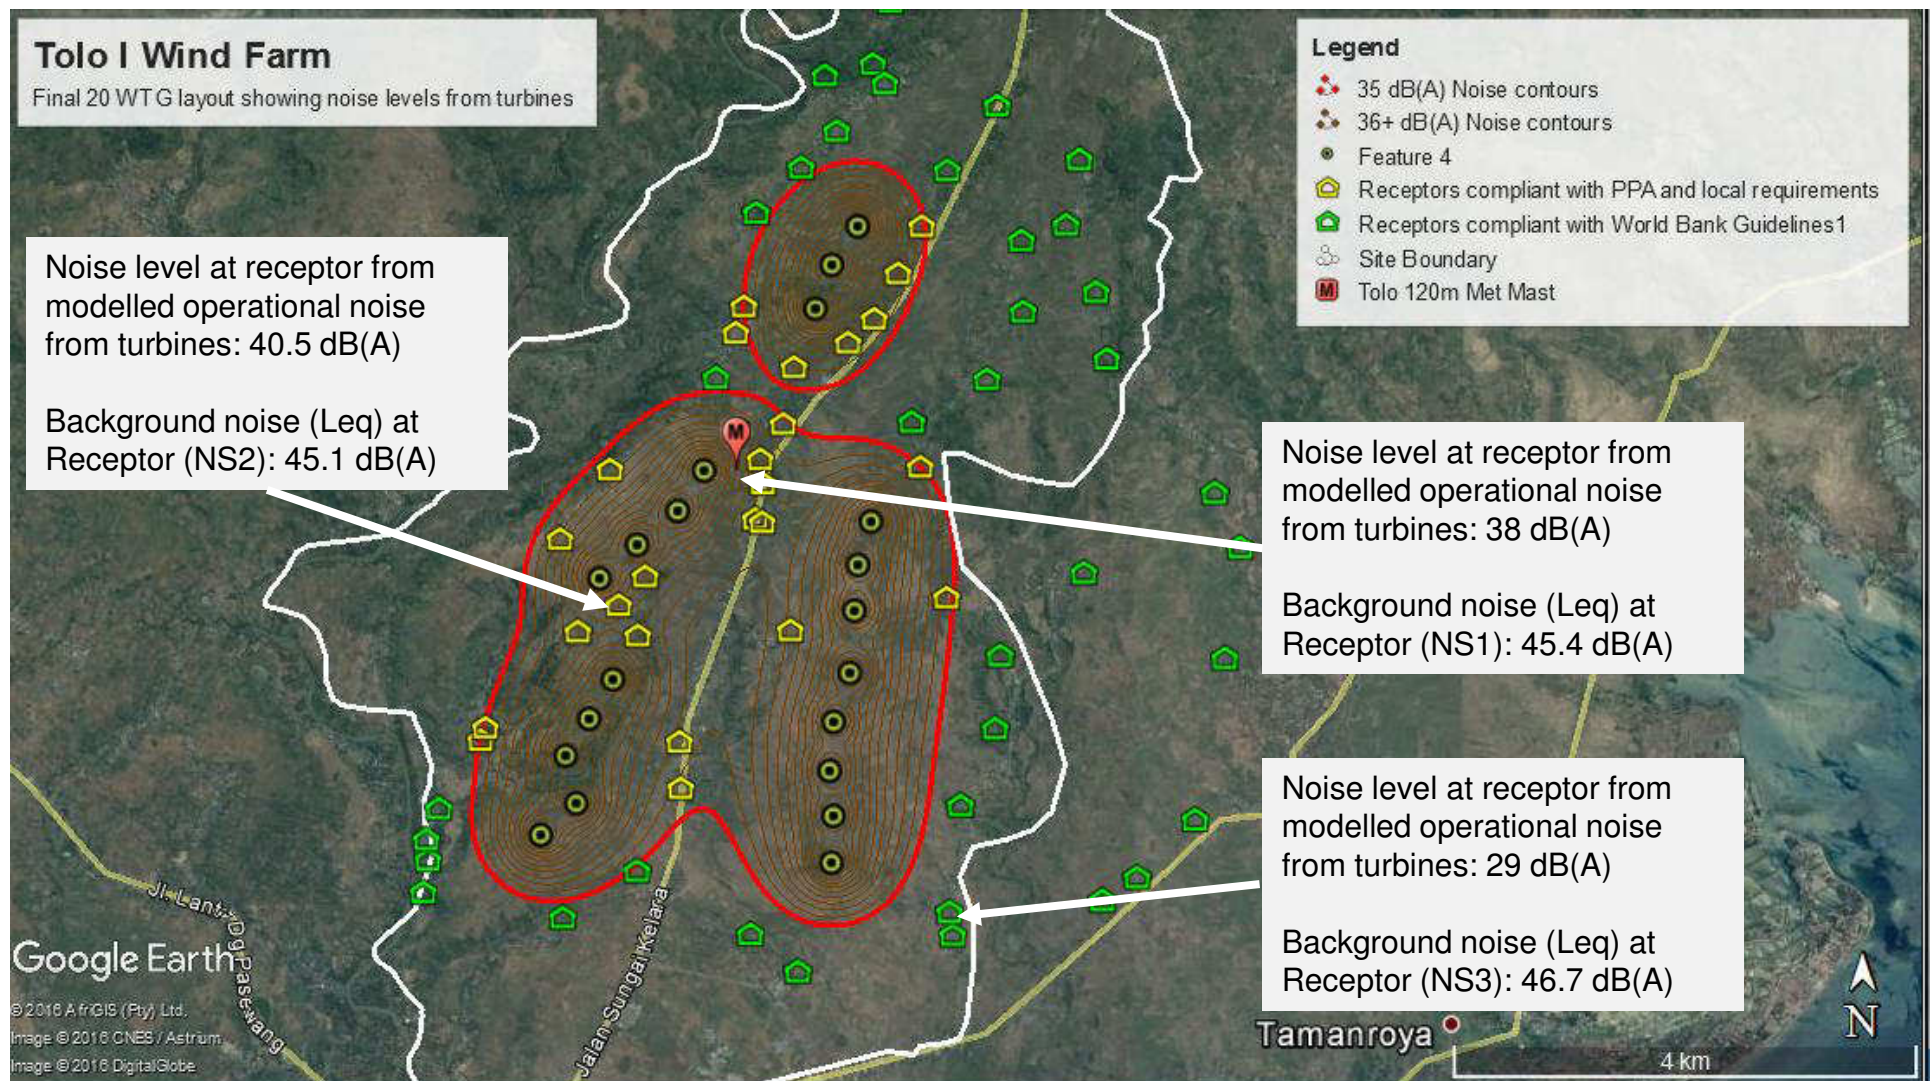 Tolo I Wind Farm
Final 20 WTG layout showing noise levels from turbines
Legend
35 dB(A) Noise contours
36+ dB(A) Noise contours
Feature 4
Receptors compliant with PPA and local requirements
Receptors compliant with World Bank Guidelines1
Site Boundary
M Tolo 120m Met Mast
Noise level at receptor from
modelled operational noise
from turbines: 40.5 dB(A)
Background noise (Leq) at
Receptor (NS2): 45.1 dB(A)
M
Noise level at receptor from
modelled operational noise
from turbines: 38 dB(A)
Background noise (Leq) at
Receptor (NS1): 45.4 dB(A)
Noise level at receptor from
modelled operational noise
from turbines: 29 dB(A)
Background noise (Leq) at
Receptor (NS3): 46.7 dB(A)
Jl. Lanto Dg Pasewang
Jalan Sungai Kelara
Google Earth
© 2016 AfriGIS (Pty) Ltd.
Image © 2016 CNES / Astrium
Image © 2016 DigitalGlobe
Tamanroya
N
4 km